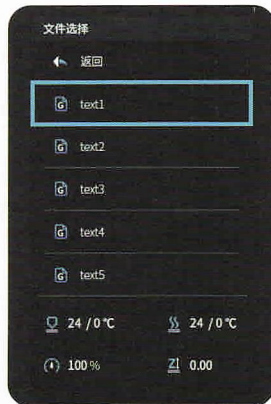 文件选择
返回
G text1
G text2
G text3
G text4
G text5
24 / 0 ℃ 24 / 0 ℃
100 % Z 0.00